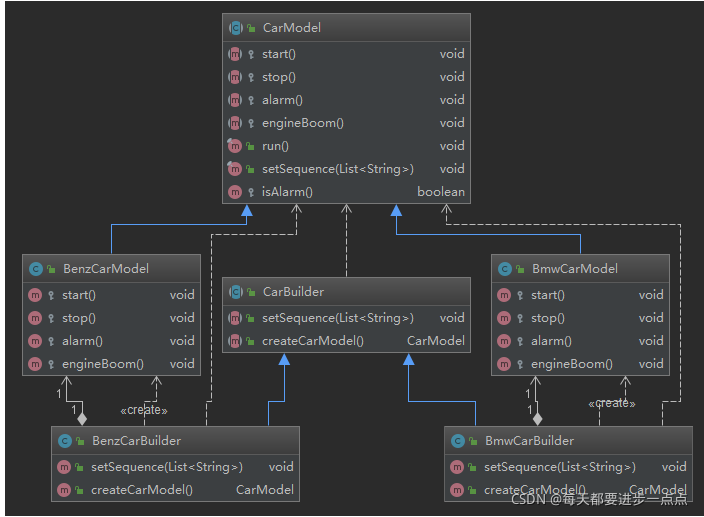 CarModel
start() void
stop() void
alarm() void
engineBoom() void
run() void
setSequence(List<String>) void
isAlarm() boolean
BenzCarModel
start() void
stop() void
alarm() void
engineBoom() void
CarBuilder
setSequence(List<String>) void
createCarModel() CarModel
BmwCarModel
start() void
stop() void
alarm() void
engineBoom() void
1
1
«create»
1
1
«create»
BenzCarBuilder
setSequence(List<String>) void
createCarModel() CarModel
BmwCarBuilder
setSequence(List<String>) void
createCarModel() CarModel
CSDN @每天都要进步一点点